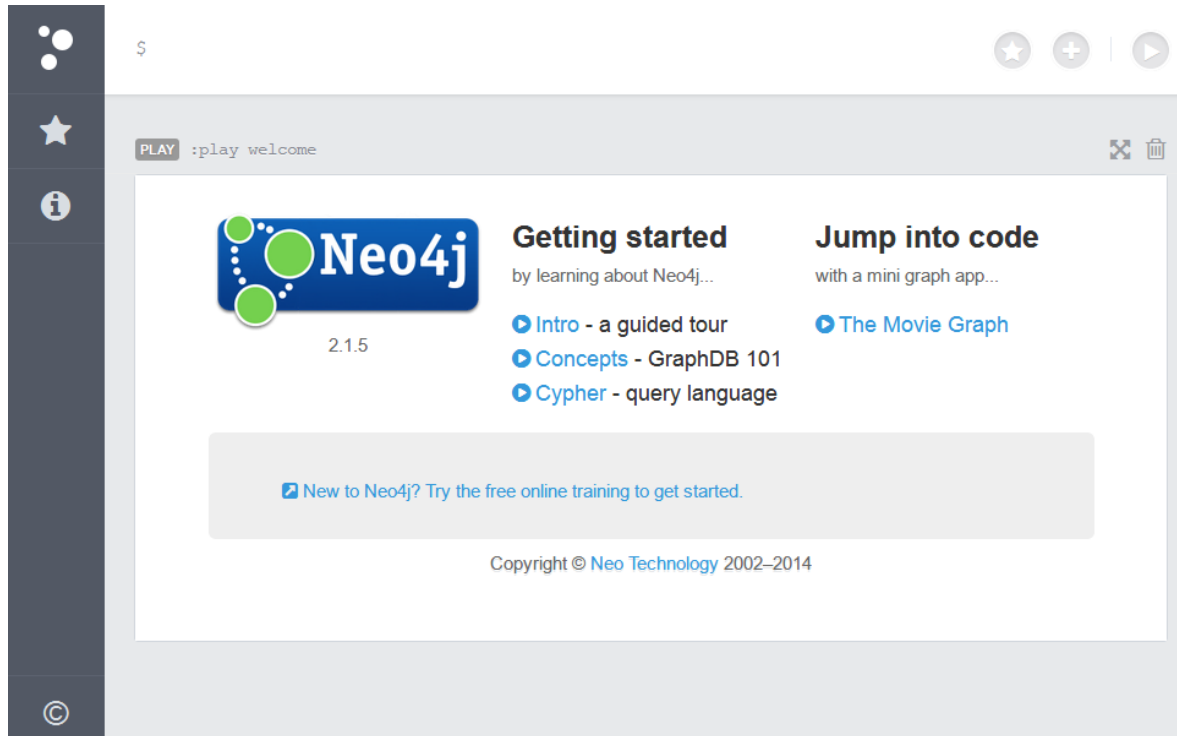 $
PLAY :play welcome
Neo4j
2.1.5
Getting started
by learning about Neo4j...
Intro - a guided tour
Concepts - GraphDB 101
Cypher - query language
Jump into code
with a mini graph app...
The Movie Graph
New to Neo4j? Try the free online training to get started.
Copyright © Neo Technology 2002–2014
©